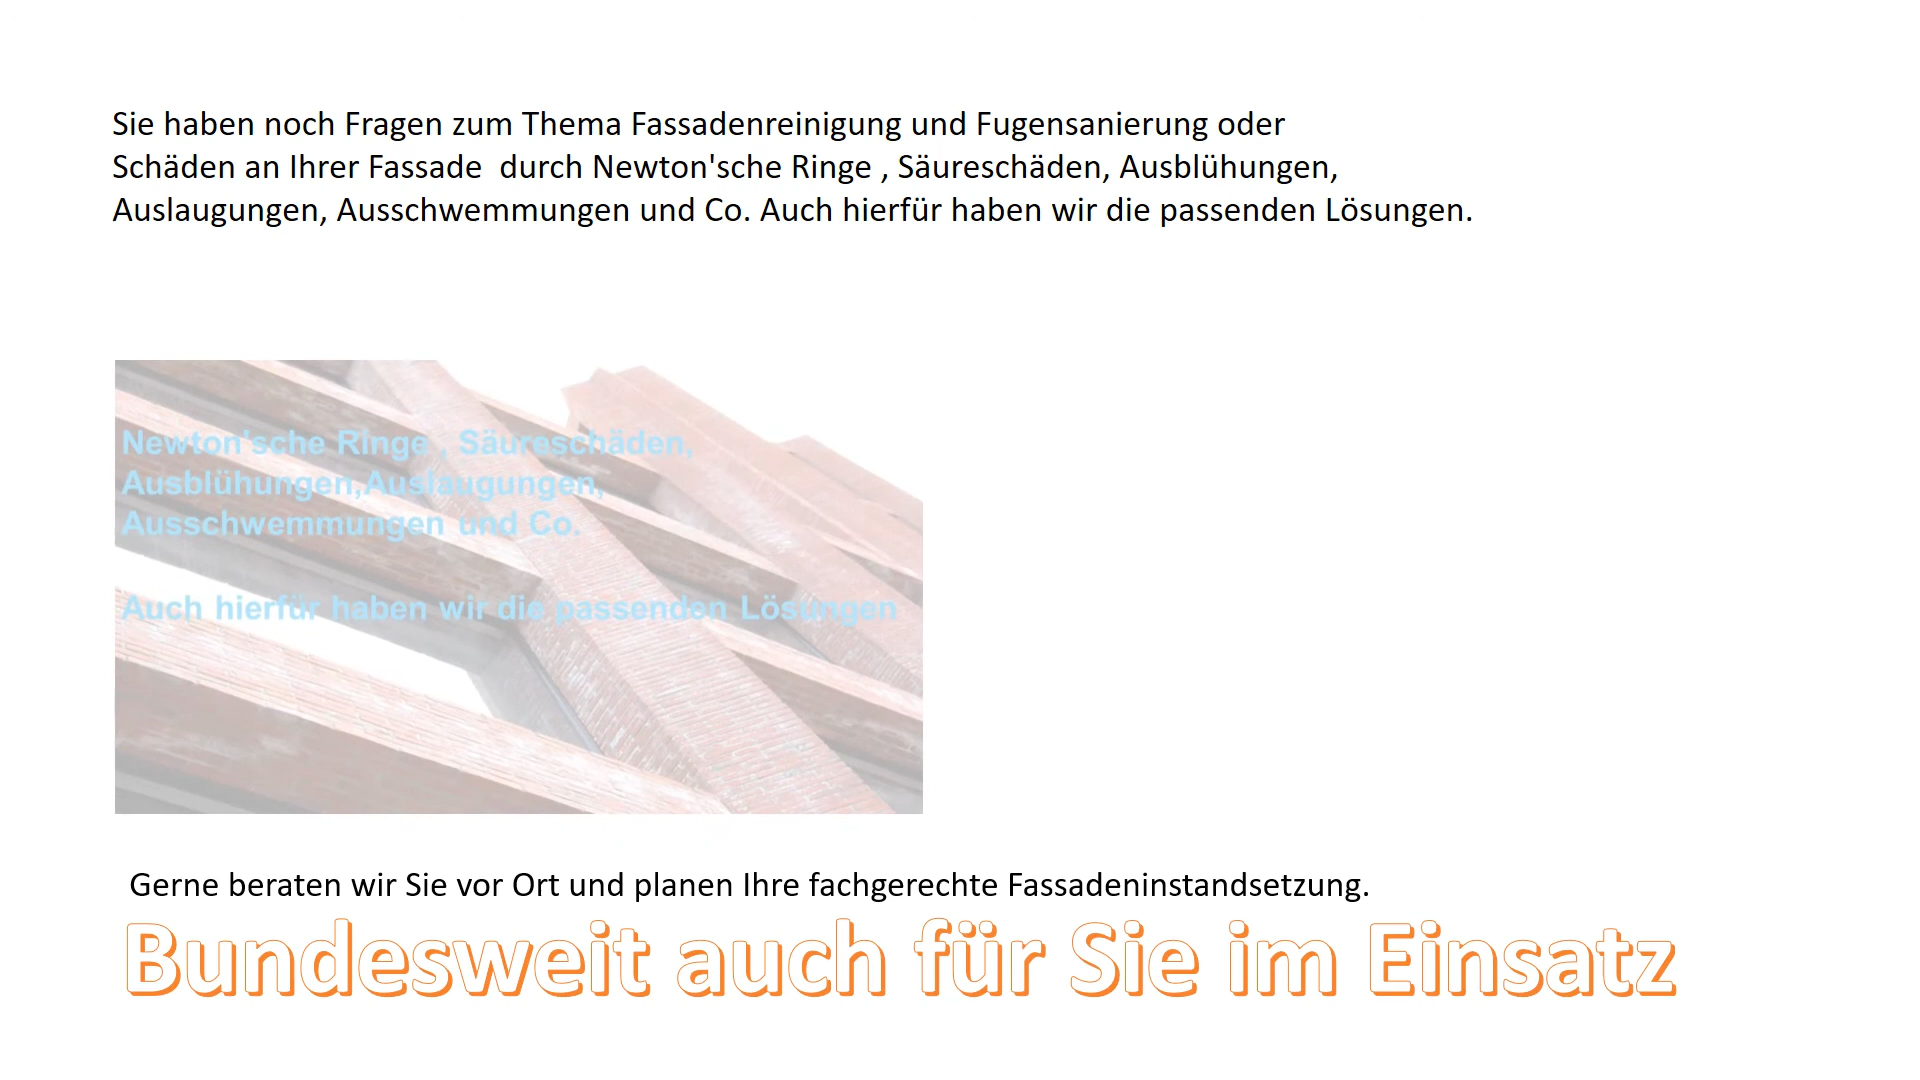 Sie haben noch Fragen zum Thema Fassadenreinigung und Fugensanierung oder
Schäden an Ihrer Fassade  durch Newton'sche Ringe , Säureschäden, Ausblühungen,
Auslaugungen, Ausschwemmungen und Co. Auch hierfür haben wir die passenden Lösungen.
Newton'sche Ringe , Säureschäden,
Ausblühungen,Auslaugungen,
Ausschwemmungen und Co.
Auch hierfür haben wir die passenden Lösungen
Gerne beraten wir Sie vor Ort und planen Ihre fachgerechte Fassadeninstandsetzung.
Bundesweit auch für Sie im Einsatz